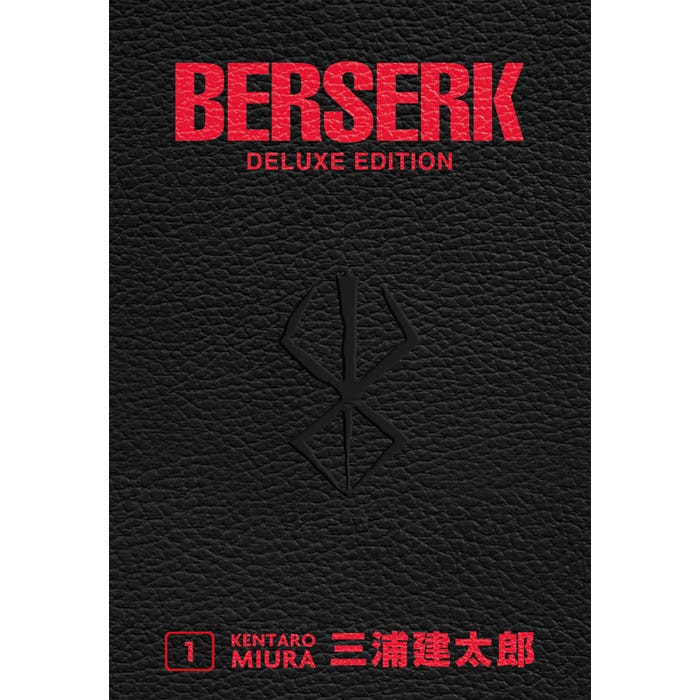 BERSERK
DELUXE EDITION
1 KENTARO MIURA 三浦建太郎